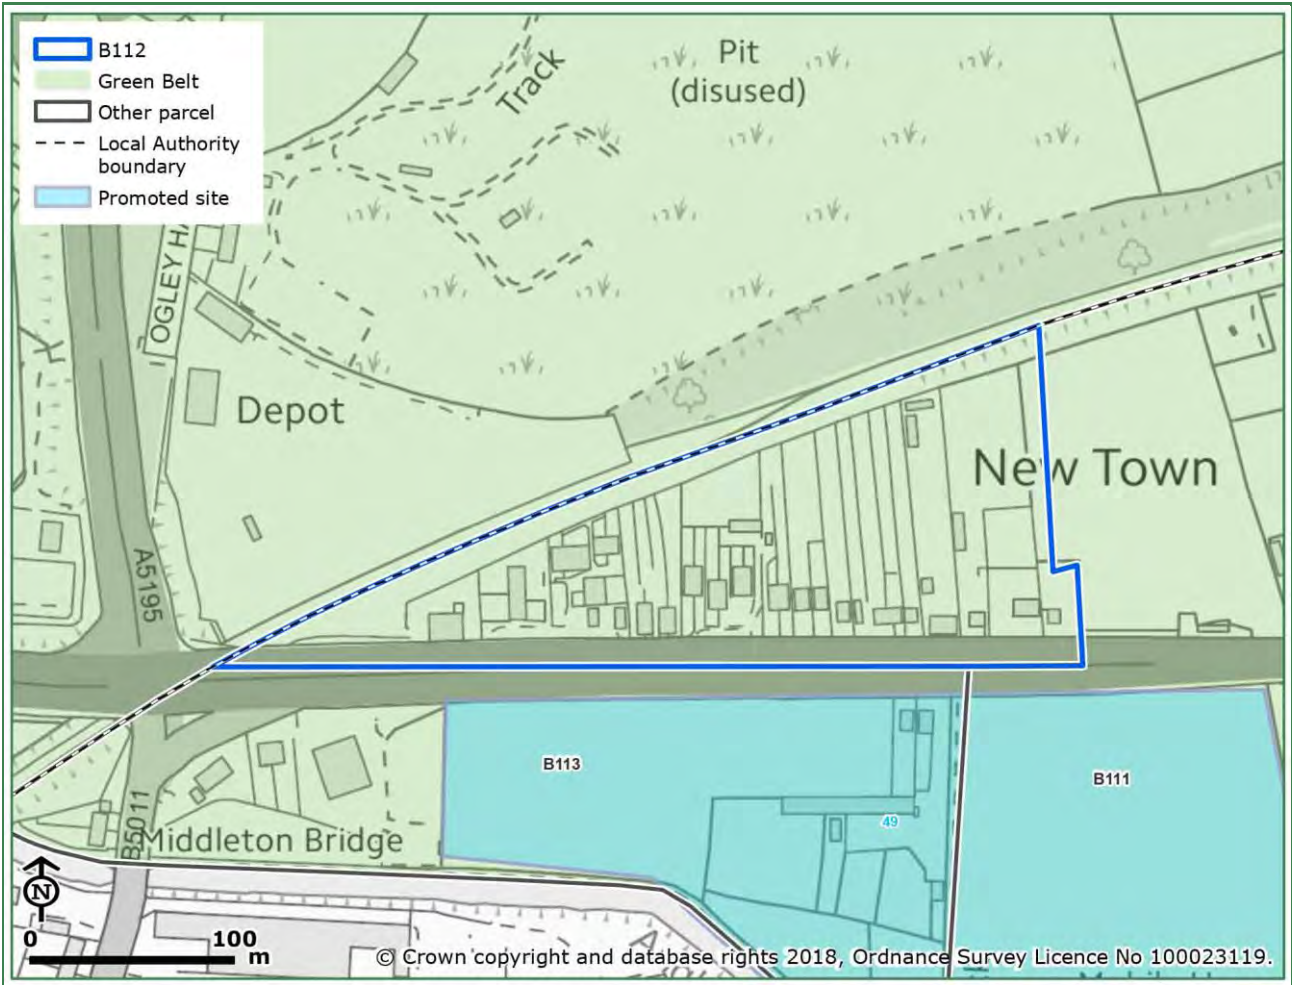 B112
Green Belt
Other parcel
Local Authority
boundary
Promoted site
Track
Pit
(disused)
OGLEY HA
Depot
New Town
A5195
B113
B111
49
B5011
Middleton Bridge
N
0 100
m
© Crown copyright and database rights 2018, Ordnance Survey Licence No 100023119.